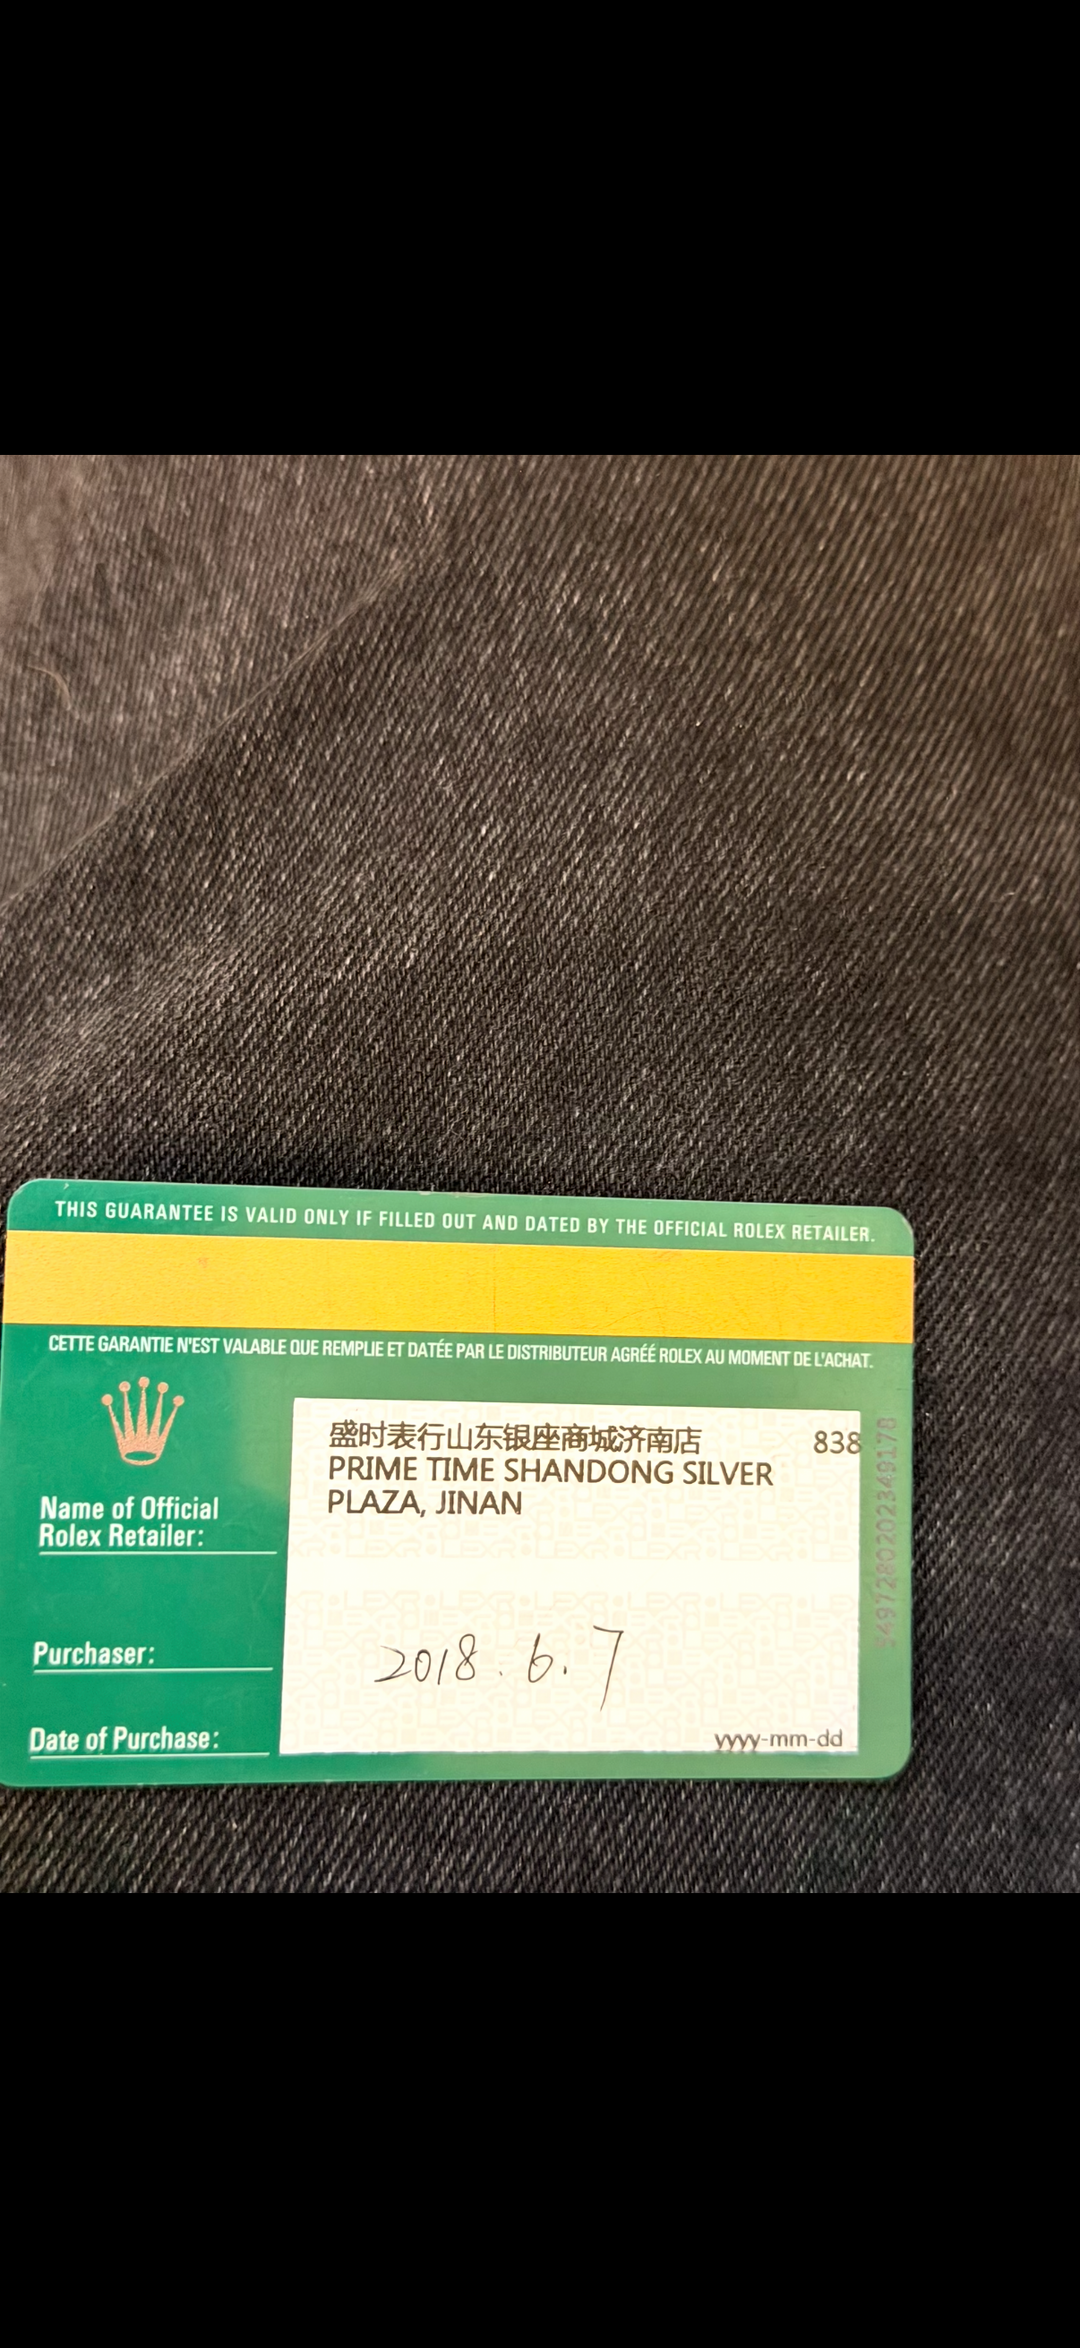 THIS GUARANTEE IS VALID ONLY IF FILLED OUT AND DATED BY THE OFFICIAL ROLEX RETAILER.
CETTE GARANTIE N'EST VALABLE QUE REMPLIE ET DATÉE PAR LE DISTRIBUTEUR AGRÉÉ ROLEX AU MOMENT DE L'ACHAT.
盛时表行山东银座商城济南店 838
PRIME TIME SHANDONG SILVER
PLAZA, JINAN
Name of Official
Rolex Retailer:
Purchaser:
2018.6.7
Date of Purchase:
yyyy-mm-dd